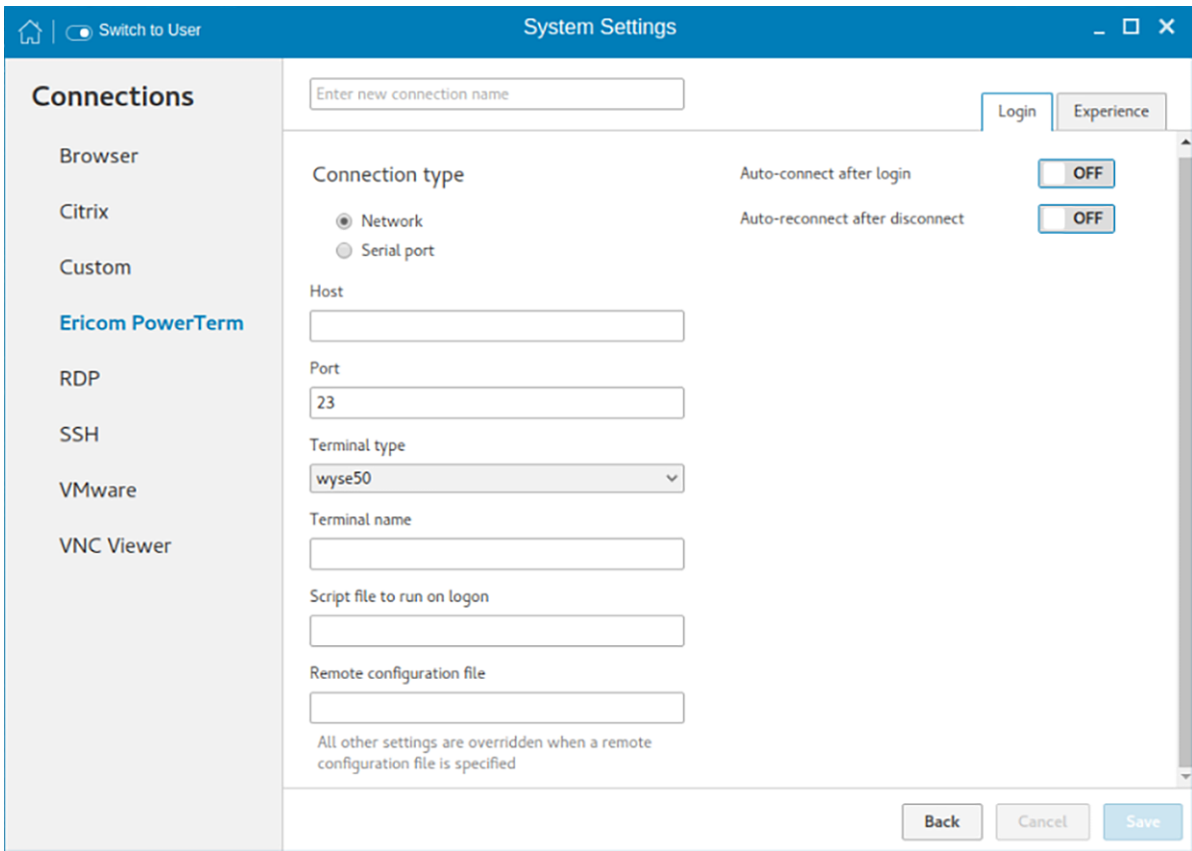 Switch to User
System Settings
Connections
Browser
Citrix
Custom
Ericom PowerTerm
RDP
SSH
VMware
VNC Viewer
Enter new connection name
Login
Experience
Connection type
Network
Serial port
Auto-connect after login
OFF
Auto-reconnect after disconnect
OFF
Host
Port
23
Terminal type
wyse50
Terminal name
Script file to run on logon
Remote configuration file
All other settings are overridden when a remote
configuration file is specified
Back
Cancel
Save